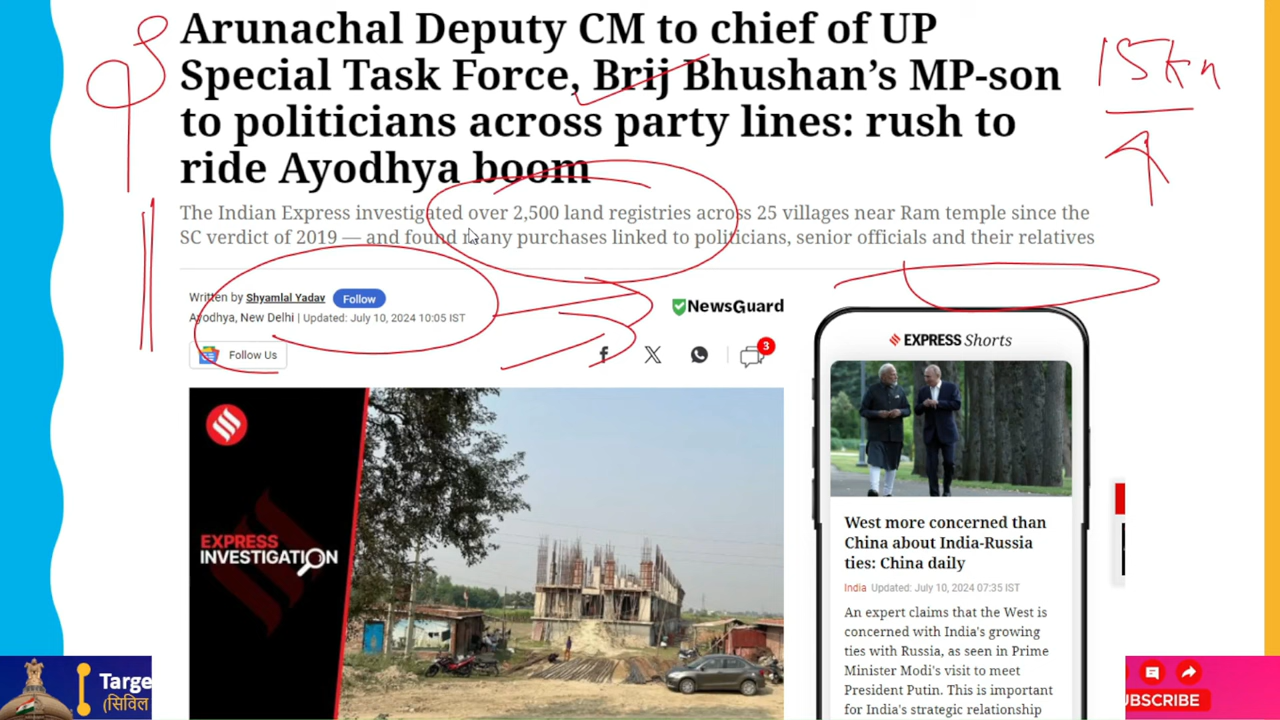 Arunachal Deputy CM to chief of UP
Special Task Force, Brij Bhushan's MP-son
to politicians across party lines: rush to
ride Ayodhya boom
15km
The Indian Express investigated over 2,500 land registries across 25 villages near Ram temple since the
SC verdict of 2019 — and found many purchases linked to politicians, senior officials and their relatives
Written by Shyamlal Yadav Follow
Ayodhya, New Delhi | Updated: July 10, 2024 10:05 IST
NewsGuard
Follow Us
3
EXPRESS
INVESTIGATION
EXPRESS Shorts
West more concerned than
China about India-Russia
ties: China daily
India Updated: July 10, 2024 07:35 IST
An expert claims that the West is
concerned with India's growing
ties with Russia, as seen in Prime
Minister Modi's visit to meet
President Putin. This is important
for India's strategic relationship
Targe
(सिविल
UBSCRIBE